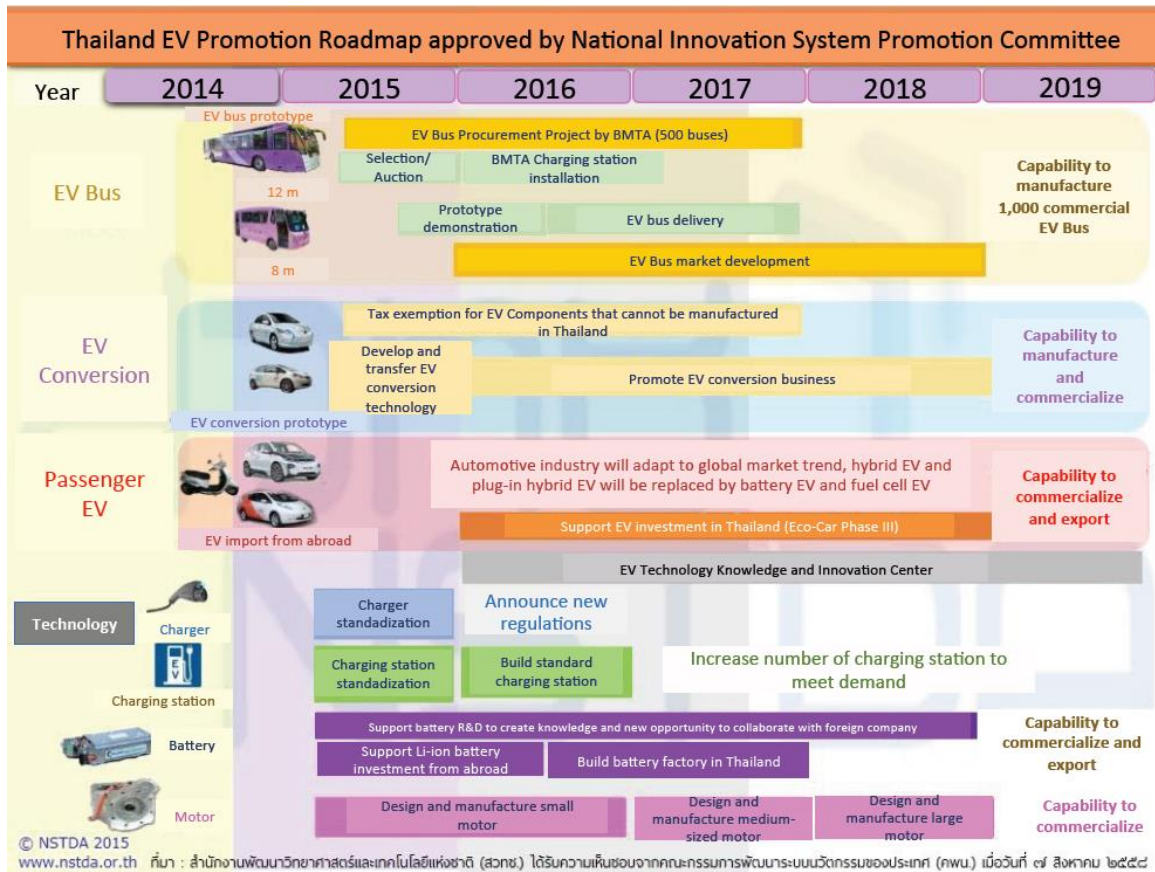 Thailand EV Promotion Roadmap approved by National Innovation System Promotion Committee
Year 2014 2015 2016 2017 2018 2019
EV bus prototype
EV Bus
12 m
8 m
EV Bus Procurement Project by BMTA (500 buses)
Selection/
Auction
BMTA Charging station
installation
Prototype
demonstration
EV bus delivery
EV Bus market development
Capability to
manufacture
1,000 commercial
EV Bus
EV
Conversion
EV conversion prototype
Tax exemption for EV Components that cannot be manufactured
in Thailand
Develop and
transfer EV
conversion
technology
Promote EV conversion business
Capability to
manufacture
and
commercialize
Passenger
EV
EV import from abroad
Automotive industry will adapt to global market trend, hybrid EV and
plug-in hybrid EV will be replaced by battery EV and fuel cell EV
Support EV investment in Thailand (Eco-Car Phase III)
Capability to
commercialize
and export
EV Technology Knowledge and Innovation Center
Technology
Charger
Charger
standadization
Announce new
regulations
EV
Charging station
Charging station
standadization
Build standard
charging station
Increase number of charging station to
meet demand
Battery
Support battery R&D to create knowledge and new opportunity to collaborate with foreign company
Support Li-ion battery
investment from abroad
Build battery factory in Thailand
Capability to
commercialize and
export
Motor
Design and manufacture small
motor
Design and
manufacture medium-
sized motor
Design and
manufacture large
motor
Capability to
commercialize
© NSTDA 2015
www.nstda.or.th ที่มา : สำนักงานพัฒนาวิทยาศาสตร์และเทคโนโลยีแห่งชาติ (สวทช.) ได้รับความเห็นชอบจากคณะกรรมการพัฒนาระบบนวัตกรรมของประเทศ (คพน.) เมื่อวันที่ ๗ สิงหาคม ๒๕๕๘